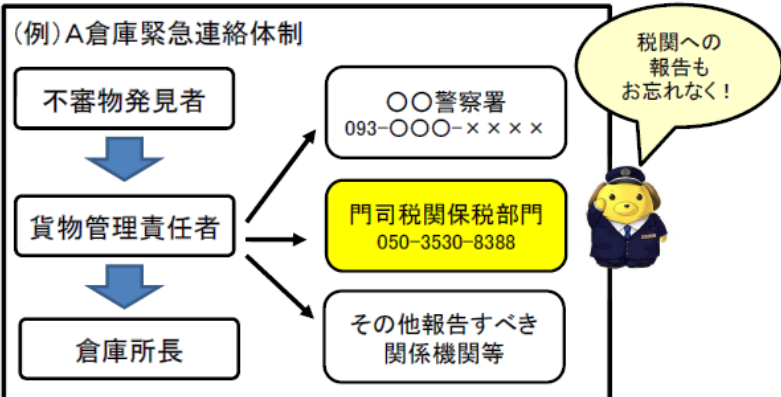 (例)A倉庫緊急連絡体制
不審物発見者
貨物管理責任者
倉庫所長
〇〇警察署
093-〇〇〇-××××
門司税関保税部門
050-3530-8388
その他報告すべき
関係機関等
税関への
報告も
お忘れなく!